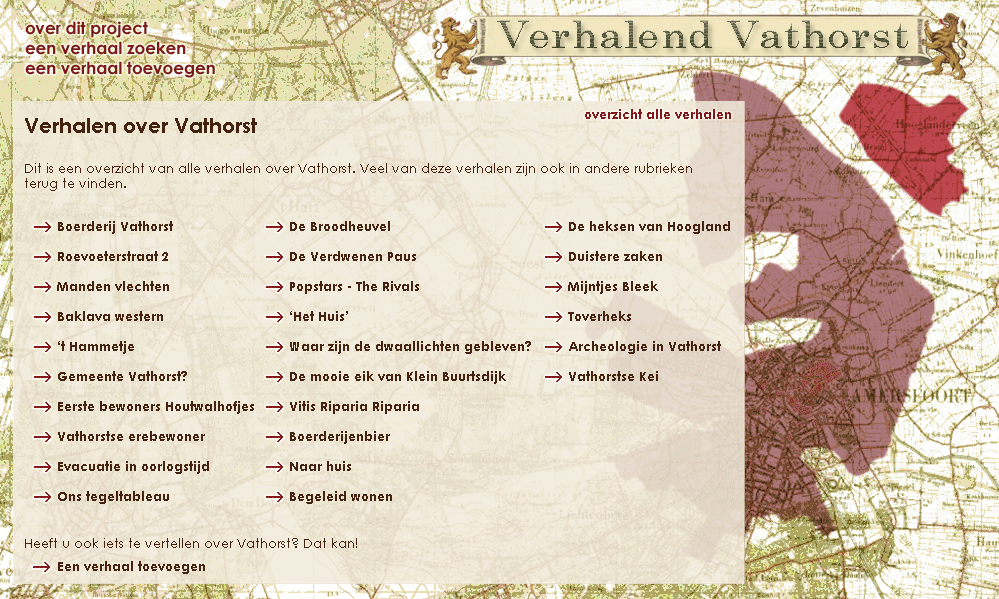 over dit project
een verhaal zoeken
een verhaal toevoegen
Verhalend Vathorst
overzicht alle verhalen
Verhalen over Vathorst
Dit is een overzicht van alle verhalen over Vathorst. Veel van deze verhalen zijn ook in andere rubrieken
terug te vinden.
Boerderij Vathorst
Roevoeterstraat 2
Manden vlechten
Baklava western
't Hammetje
Gemeente Vathorst?
Eerste bewoners Houtwalhofjes
Vathorstse erebewoner
Evacuatie in oorlogstijd
Ons tegeltableau
De Broodheuvel
De Verdwenen Paus
Popstars - The Rivals
‘Het Huis’
Waar zijn de dwaallichten gebleven?
De mooie eik van Klein Buurtsdijk
Vitis Riparia Riparia
Boerderijenbier
Naar huis
Begeleid wonen
De heksen van Hoogland
Duistere zaken
Mijntjes Bleek
Toverheks
Archeologie in Vathorst
Vathorstse Kei
Heeft u ook iets te vertellen over Vathorst? Dat kan!
Een verhaal toevoegen
Zevenhuizen
Hooglanderveen
Vinkenhoef
Liendert
AMERSFOORT